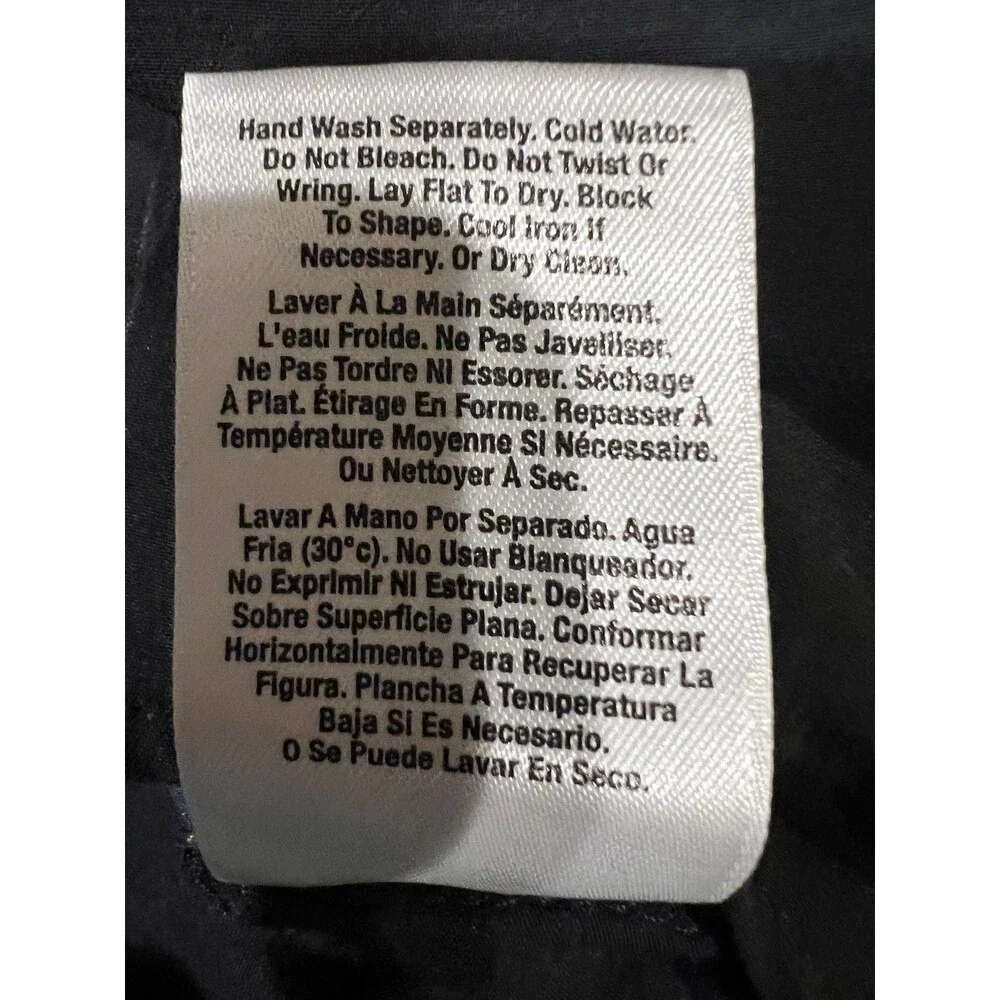 Hand Wash Separately. Cold Water.
Do Not Bleach. Do Not Twist Or
Wring. Lay Flat To Dry. Block
To Shape. Cool Iron If
Necessary. Or Dry Clean.
Laver À La Main Séparément.
L'eau Froide. Ne Pas Javelliser.
Ne Pas Tordre Ni Essorer. Séchage
À Plat. Étirage En Forme. Repasser À
Température Moyenne Si Nécessaire.
Ou Nettoyer À Sec.
Lavar A Mano Por Separado. Agua
Fria (30°c). No Usar Blanqueador.
No Exprimir Ni Estrujar. Dejar Secar
Sobre Superficie Plana. Conformar
Horizontalmente Para Recuperar La
Figura. Plancha A Temperatura
Baja Si Es Necesario.
O Se Puede Lavar En Seco.